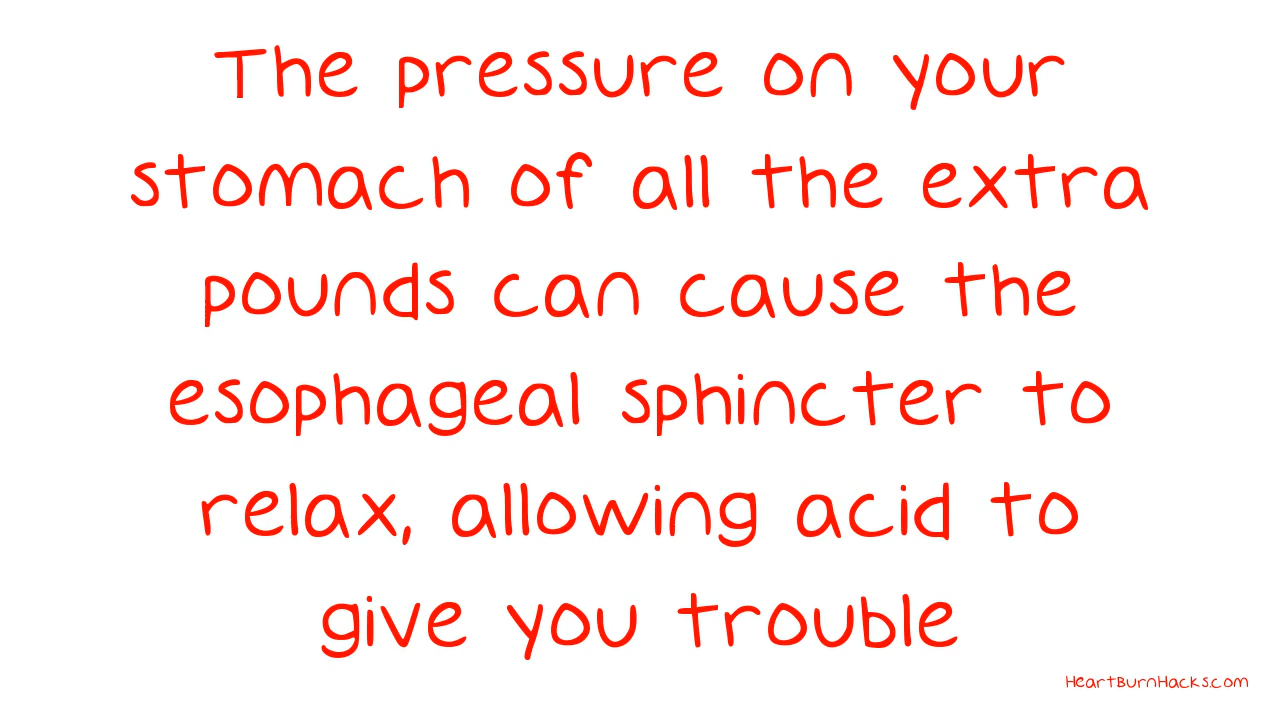 The pressure on your
stomach of all the extra
pounds can cause the
esophageal sphincter to
relax, allowing acid to
give you trouble
HeartBurnHacks.com